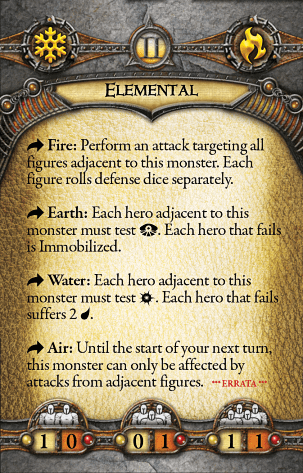 II
ELEMENTAL
Fire: Perform an attack targeting all
figures adjacent to this monster. Each
figure rolls defense dice separately.
Earth: Each hero adjacent to this
monster must test . Each hero that fails
is Immobilized.
Water: Each hero adjacent to this
monster must test . Each hero that fails
suffers 2 .
Air: Until the start of your next turn,
this monster can only be affected by
attacks from adjacent figures. ··· ERRATA ···
1 0 0 1 1 1